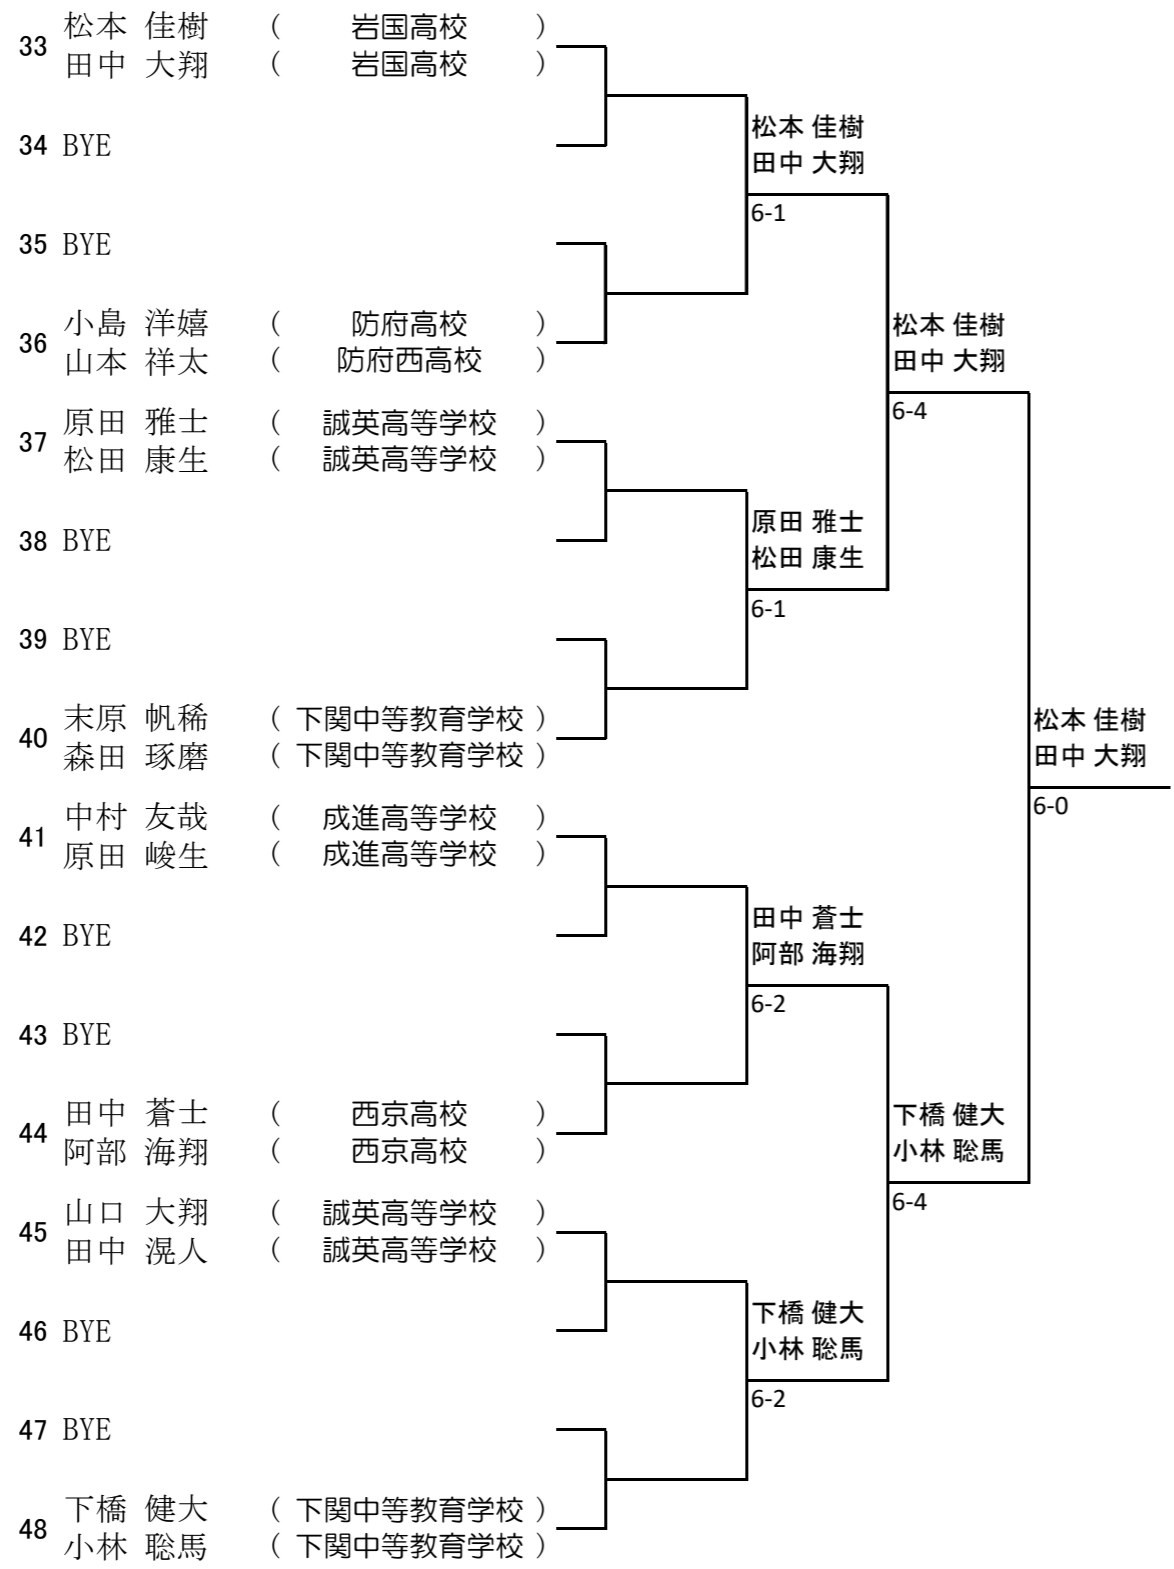 33 松本 佳樹 ( 岩国高校 )
田中 大翔 ( 岩国高校 )
34 BYE
35 BYE
36 小島 洋嬉 ( 防府高校 )
山本 祥太 ( 防府西高校 )
37 原田 雅士 ( 誠英高等学校 )
松田 康生 ( 誠英高等学校 )
38 BYE
39 BYE
40 末原 帆稀 ( 下関中等教育学校 )
森田 琢磨 ( 下関中等教育学校 )
41 中村 友哉 ( 成進高等学校 )
原田 峻生 ( 成進高等学校 )
42 BYE
43 BYE
44 田中 蒼士 ( 西京高校 )
阿部 海翔 ( 西京高校 )
45 山口 大翔 ( 誠英高等学校 )
田中 滉人 ( 誠英高等学校 )
46 BYE
47 BYE
48 下橋 健大 ( 下関中等教育学校 )
小林 聡馬 ( 下関中等教育学校 )
松本 佳樹
田中 大翔
6-1
原田 雅士
松田 康生
6-1
田中 蒼士
阿部 海翔
6-2
下橋 健大
小林 聡馬
6-2
松本 佳樹
田中 大翔
6-4
下橋 健大
小林 聡馬
6-4
松本 佳樹
田中 大翔
6-0